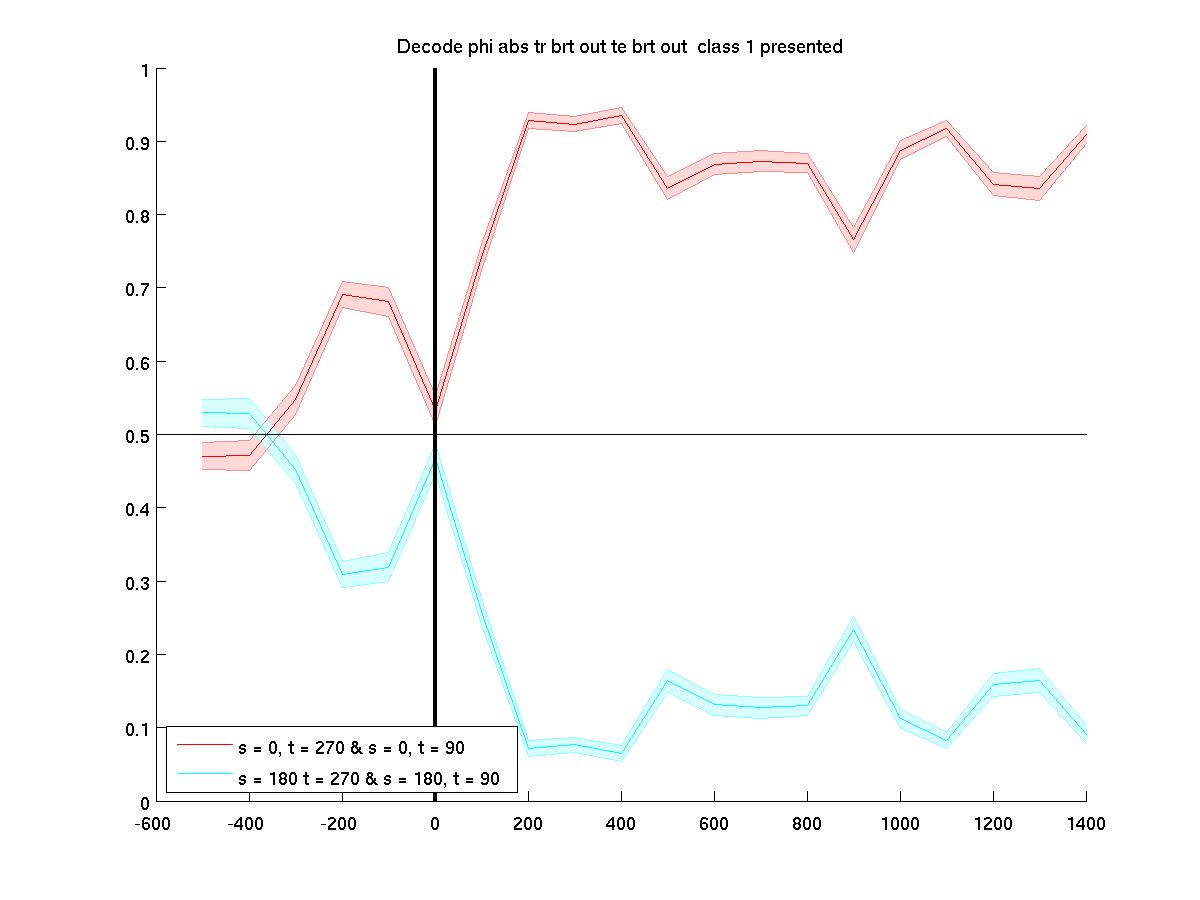 Decode phi abs tr brt out te brt out  class 1 presented
1
0.9
0.8
0.7
0.6
0.5
0.4
0.3
0.2
0.1
0
s = 0, t = 270 & s = 0, t = 90
s = 180 t = 270 & s = 180, t = 90
-600 -400 -200 0 200 400 600 800 1000 1200 1400